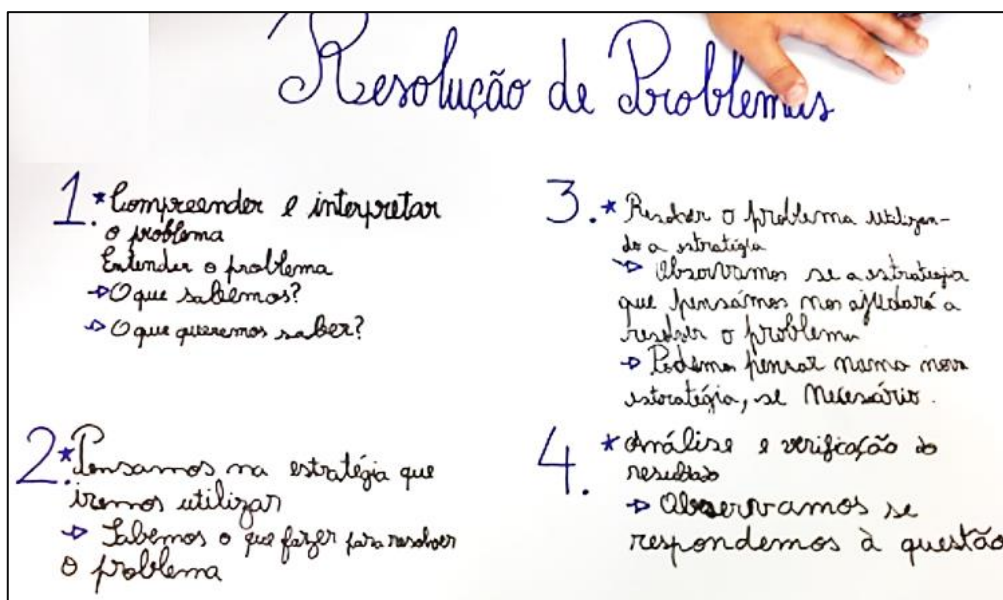 Resolução de Problemas
1. * Compreender e interpretar
o problema
Entender o problema
→ O que sabemos?
→ O que queremos saber?
2. * Pensamos na estratégia que
iremos utilizar
→ Sabemos o que fazer para resolver
o problema
3. * Resolver o problema utilizan-
do a estratégia
→ Observamos se a estratégia
que pensámos nos ajudará a
resolver o problema
→ Podemos pensar numa nova
estratégia, se necessário.
4. * Análise e verificação do
resultado
→ Observamos se
respondemos à questão